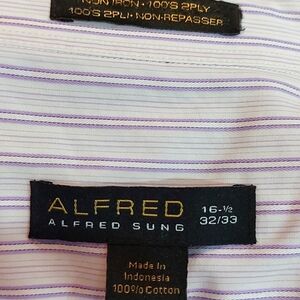 NON IRON · 100'S 2PLY
100'S 2PLI · NON-REPASSER
ALFRED
ALFRED SUNG
16-½
32/33
Made In
Indonesia
100% Cotton